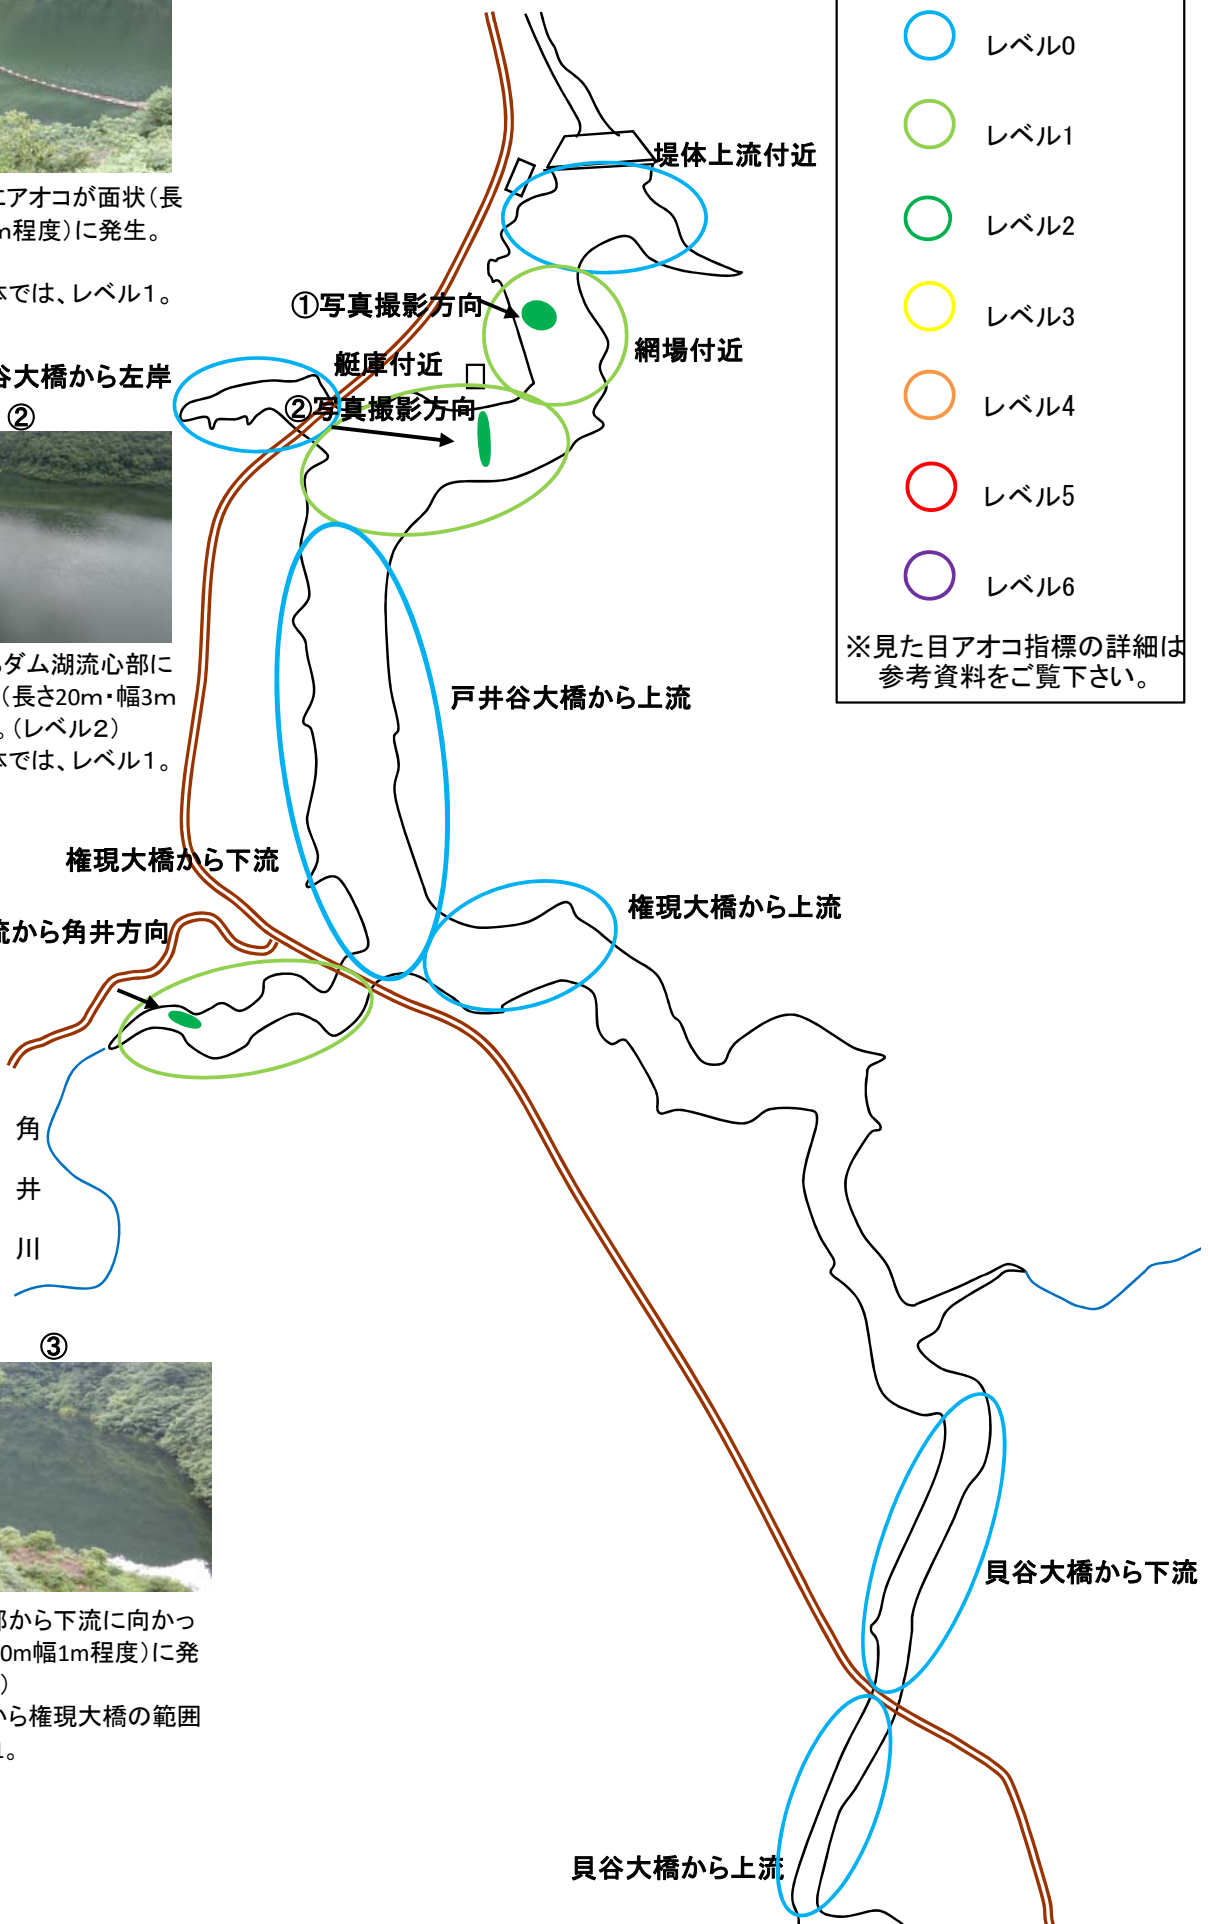 レベル0
レベル1
レベル2
レベル3
レベル4
レベル5
レベル6
※見た目アオコ指標の詳細は
参考資料をご覧下さい。
堤体上流付近
アオコが面状(長
m程度)に発生。
では、レベル1。
①写真撮影方向
網場付近
艇庫付近
谷大橋から左岸
②
②写真撮影方向
ダム湖流心部に
(長さ20m・幅3m
。(レベル2)
では、レベル1。
戸井谷大橋から上流
権現大橋から下流
権現大橋から上流
流から角井方向
角
井
川
③
部から下流に向かっ
0m幅1m程度)に発
)
から権現大橋の範囲
。
貝谷大橋から下流
貝谷大橋から上流